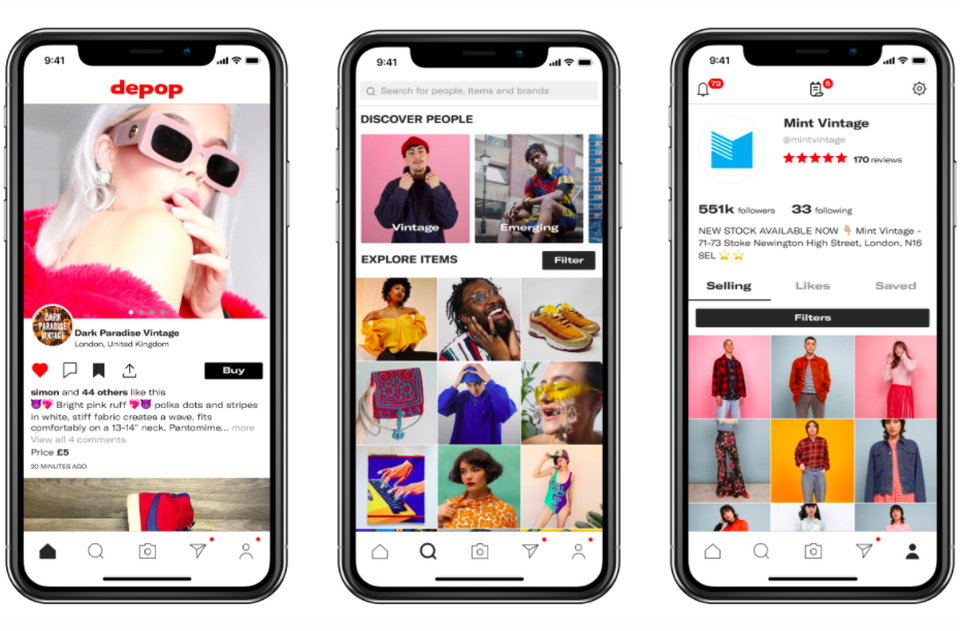 9:41
depop
DARK
PARADISE
VINTAGE
Dark Paradise Vintage
London, United Kingdom
Buy
simon and 44 others like this
😈💖 Bright pink ruff 💖😈 polka dots and stripes
in white, stiff fabric creates a wave, fits
comfortably on a 13-14" neck. Pantomime... more
View all 4 comments
Price £5
20 MINUTES AGO
9:41
Search for people, items and brands
DISCOVER PEOPLE
Vintage
Emerging
EXPLORE ITEMS
Filter
9:41
72
5
Mint Vintage
@mintvintage
170 reviews
551k followers
33 following
NEW STOCK AVAILABLE NOW 👇🏼 Mint Vintage -
71-73 Stoke Newington High Street, London, N16
8EL ⭐⭐
Selling
Likes
Saved
Filters